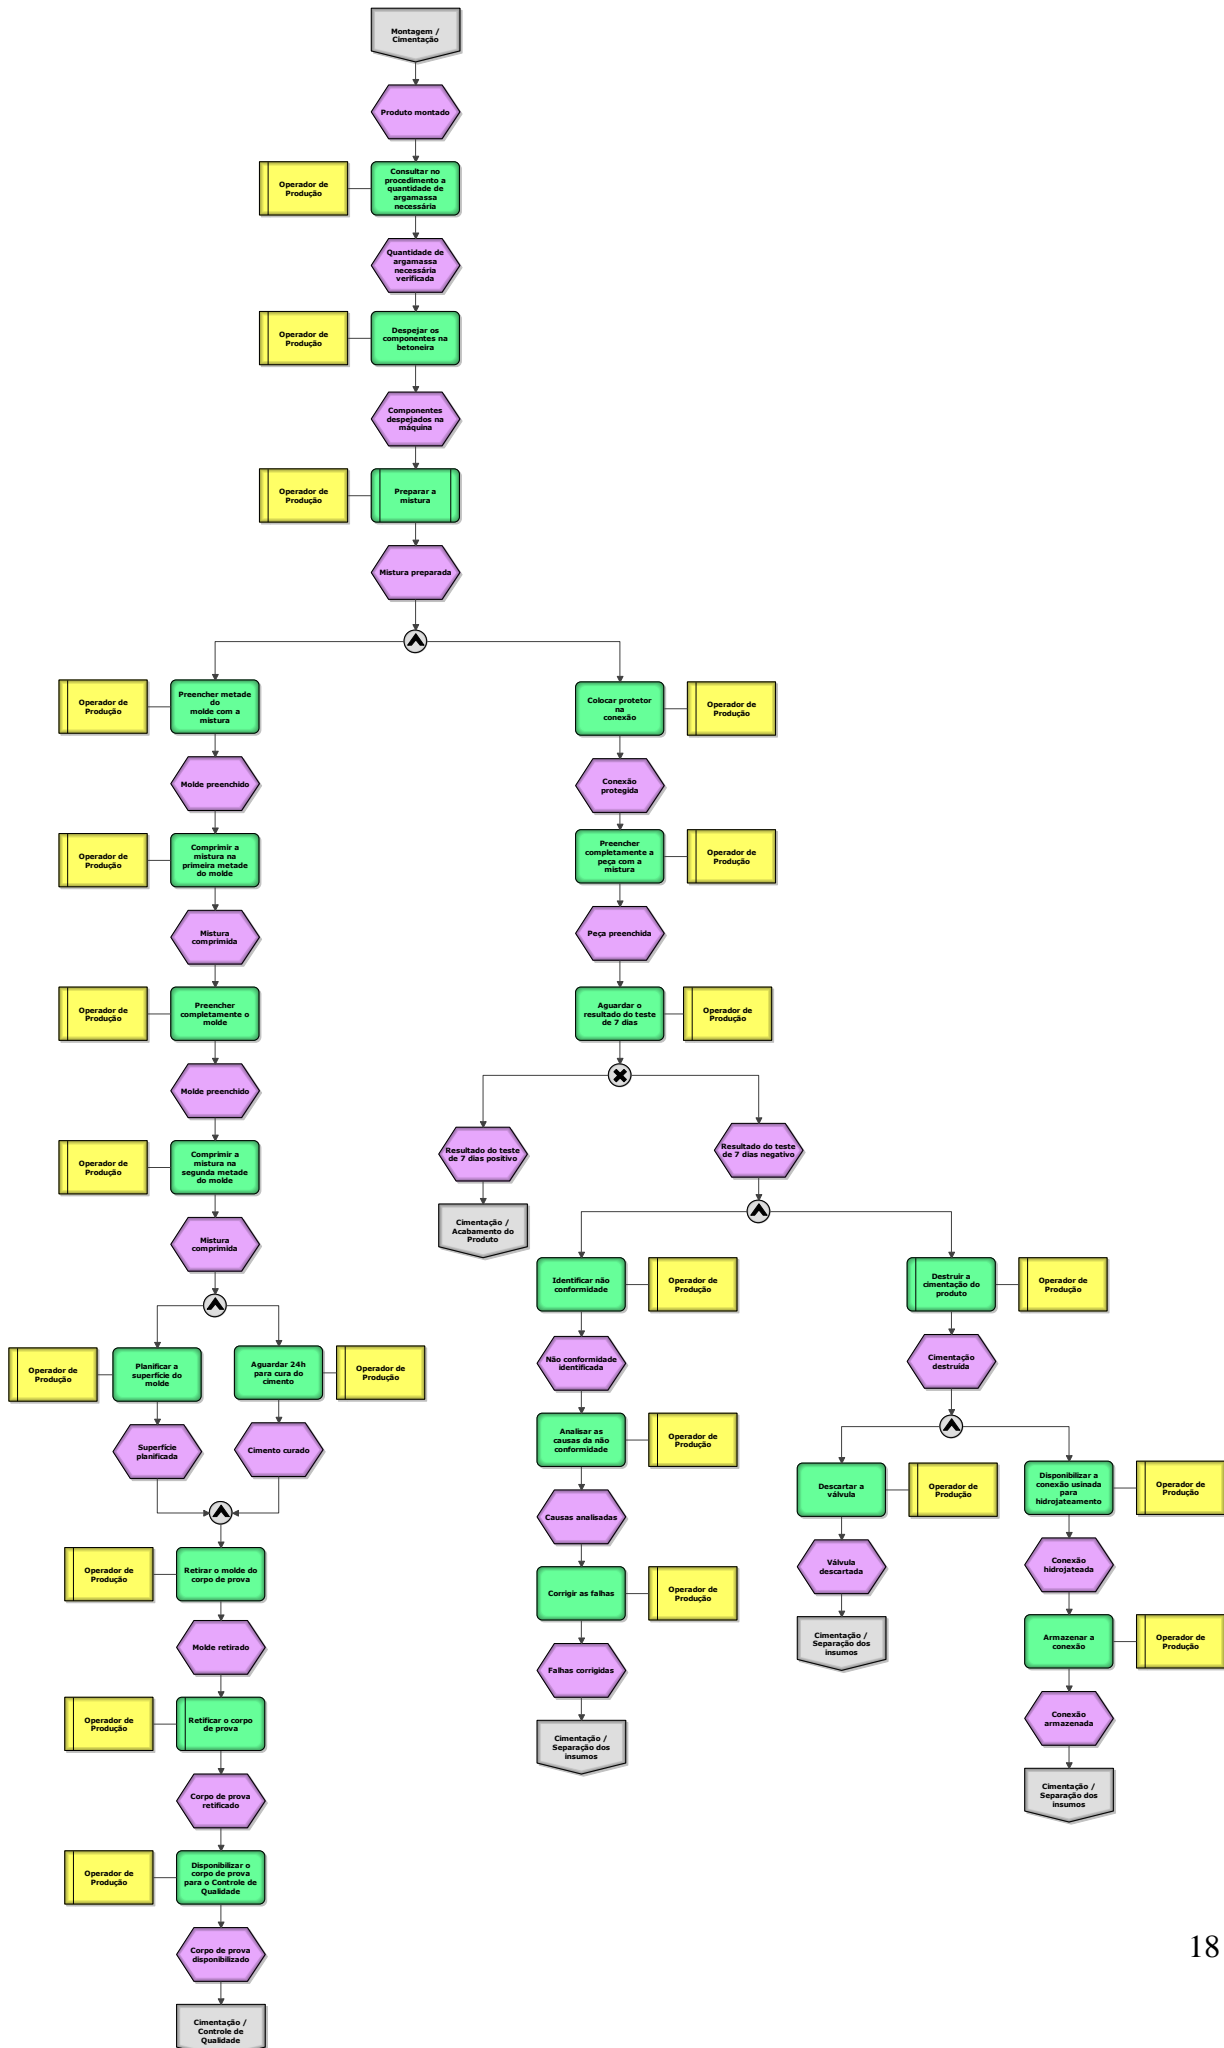 Montagem /
Cimentação
Produto montado
Operador de
Produção
Consultar no
procedimento a
quantidade de
argamassa
necessária
Quantidade de
argamassa
necessária
verificada
Operador de
Produção
Despejar os
componentes na
betoneira
Componentes
despejados na
máquina
Operador de
Produção
Preparar a
mistura
Mistura preparada
Operador de
Produção
Preencher metade
do
molde com a
mistura
Molde preenchido
Operador de
Produção
Comprimir a
mistura na
primeira metade
do molde
Mistura
comprimida
Operador de
Produção
Preencher
completamente o
molde
Molde preenchido
Operador de
Produção
Comprimir a
mistura na
segunda metade
do molde
Mistura
comprimida
Operador de
Produção
Planificar a
superfície do
molde
Superfície
planificada
Aguardar 24h
para cura do
cimento
Operador de
Produção
Cimento curado
Operador de
Produção
Retirar o molde do
corpo de prova
Molde retirado
Operador de
Produção
Retificar o corpo
de prova
Corpo de prova
retificado
Operador de
Produção
Disponibilizar o
corpo de prova
para o Controle de
Qualidade
Corpo de prova
disponibilizado
Cimentação /
Controle de
Qualidade
Colocar protetor
na
conexão
Operador de
Produção
Conexão
protegida
Preencher
completamente a
peça com a
mistura
Operador de
Produção
Peça preenchida
Aguardar o
resultado do teste
de 7 dias
Operador de
Produção
Resultado do teste
de 7 dias positivo
Cimentação /
Acabamento do
Produto
Resultado do teste
de 7 dias negativo
Identificar não
conformidade
Operador de
Produção
Não conformidade
identificada
Analisar as
causas da não
conformidade
Operador de
Produção
Causas analisadas
Corrigir as falhas
Operador de
Produção
Falhas corrigidas
Cimentação /
Separação dos
insumos
Destruir a
cimentação do
produto
Operador de
Produção
Cimentação
destruída
Descartar a
válvula
Operador de
Produção
Válvula
descartada
Cimentação /
Separação dos
insumos
Disponibilizar a
conexão usinada
para
hidrojateamento
Operador de
Produção
Conexão
hidrojateada
Armazenar a
conexão
Operador de
Produção
Conexão
armazenada
Cimentação /
Separação dos
insumos
18